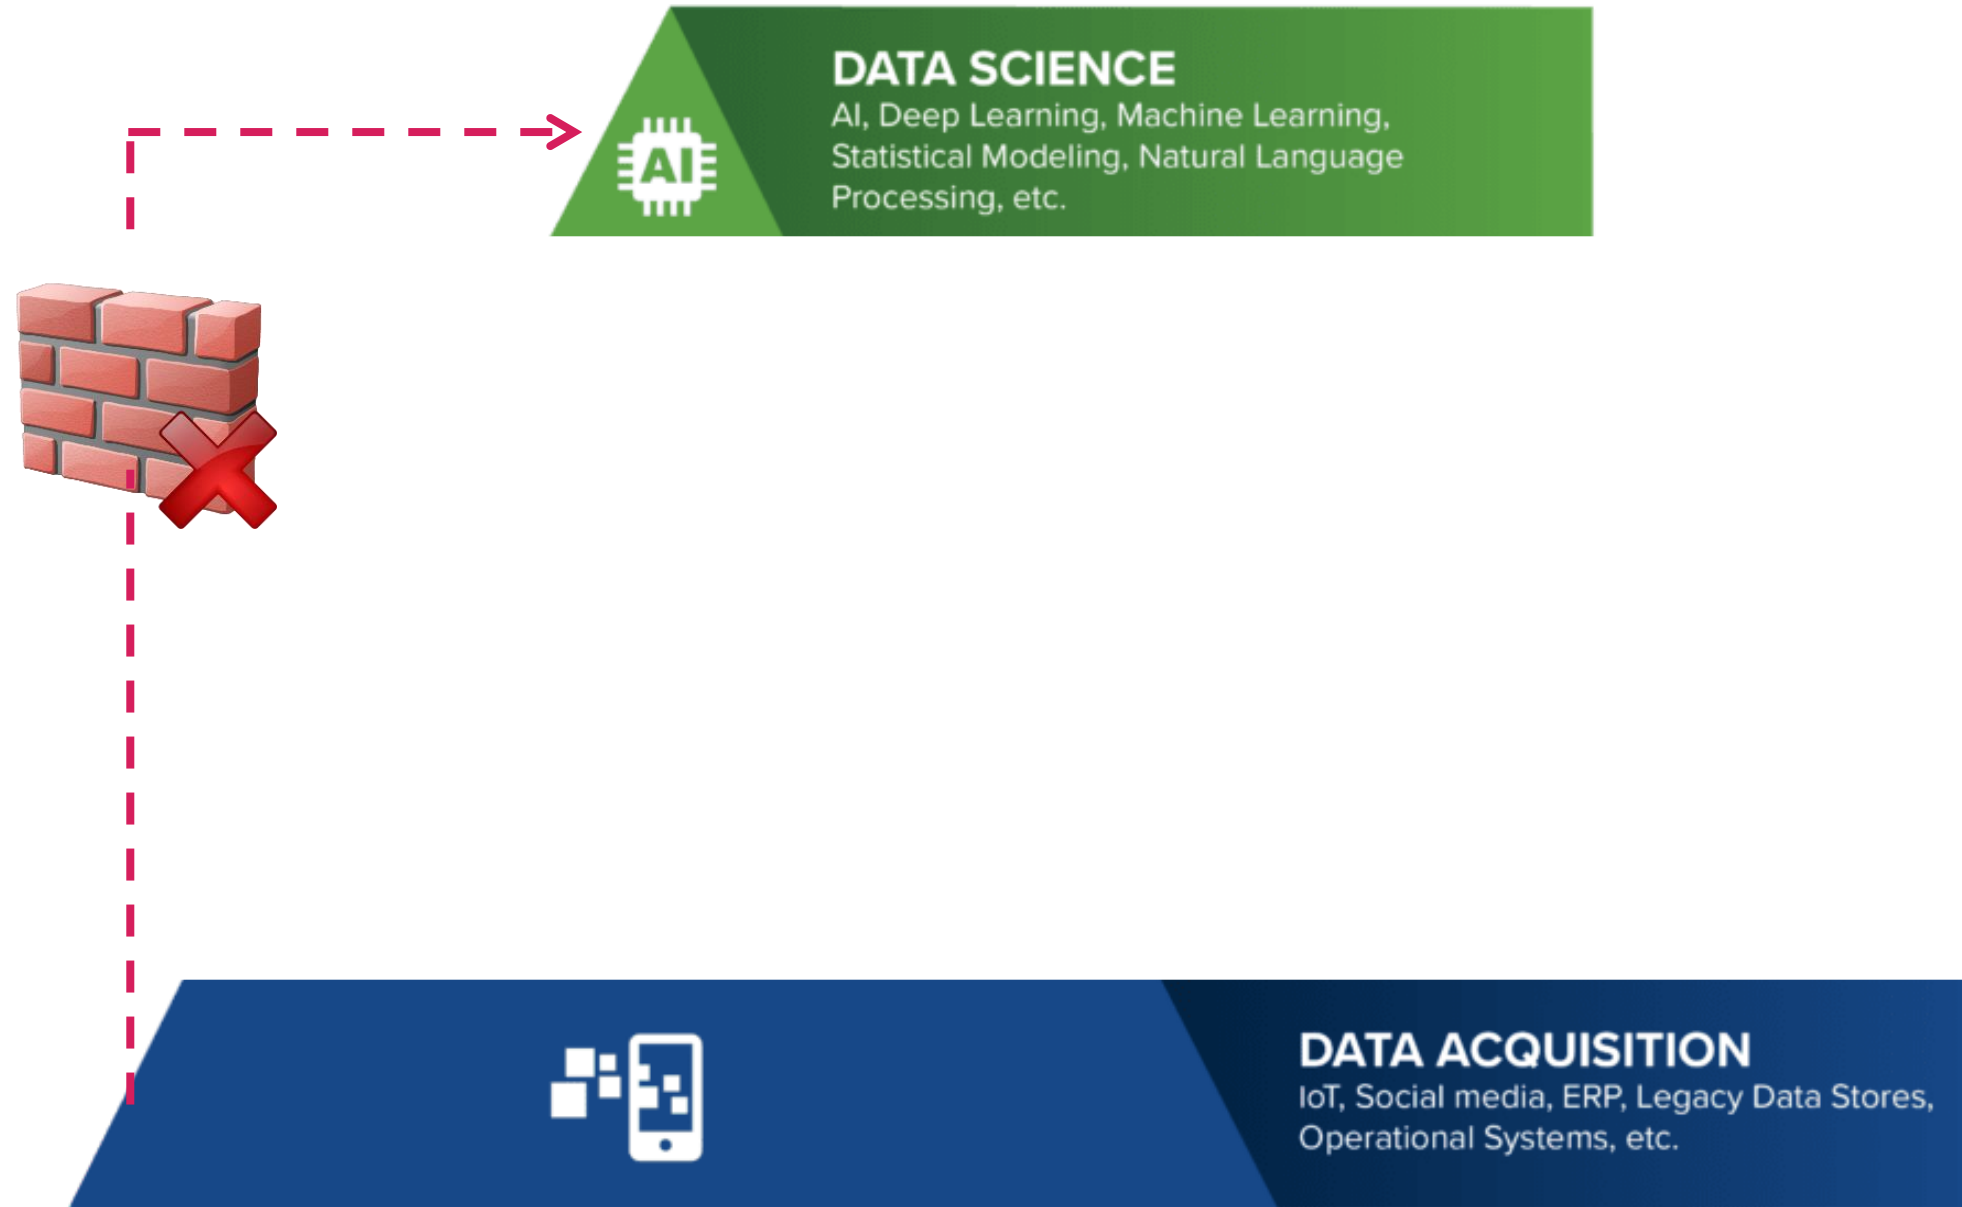 DATA SCIENCE
AI, Deep Learning, Machine Learning,
Statistical Modeling, Natural Language
Processing, etc.
AI
DATA ACQUISITION
IoT, Social media, ERP, Legacy Data Stores,
Operational Systems, etc.